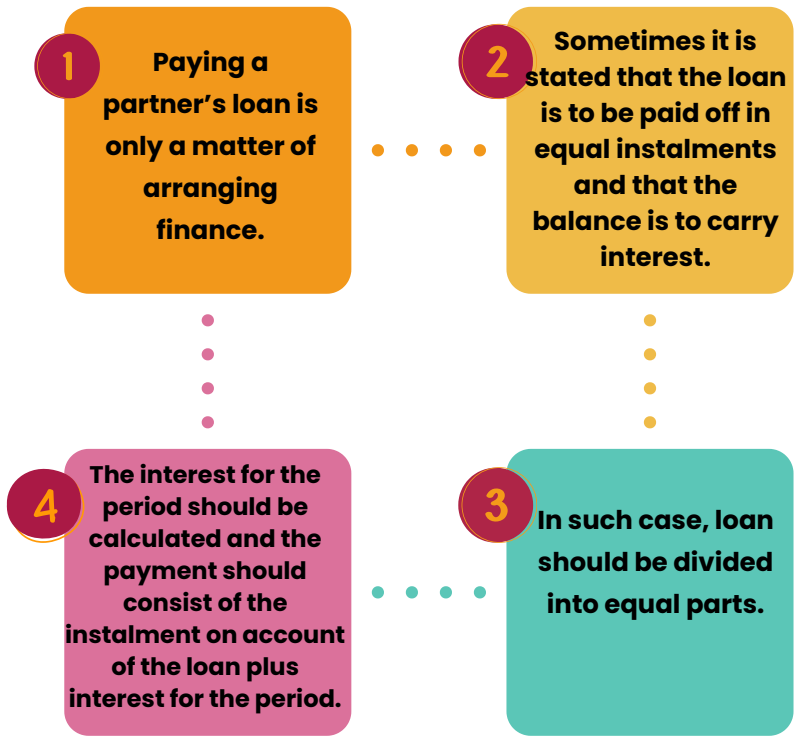 1
Paying a
partner’s loan is
only a matter of
arranging
finance.
2
Sometimes it is
stated that the loan
is to be paid off in
equal instalments
and that the
balance is to carry
interest.
3
In such case, loan
should be divided
into equal parts.
4
The interest for the
period should be
calculated and the
payment should
consist of the
instalment on account
of the loan plus
interest for the period.